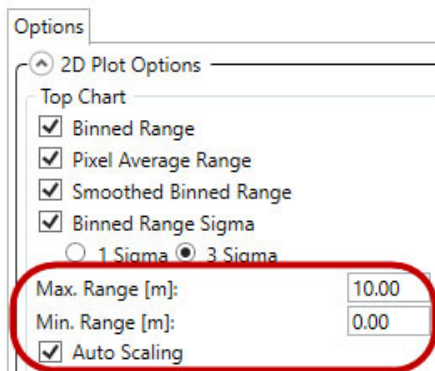 Options
2D Plot Options
Top Chart
Binned Range
Pixel Average Range
Smoothed Binned Range
Binned Range Sigma
1 Sigma 3 Sigma
Max. Range [m]: 10.00
Min. Range [m]: 0.00
Auto Scaling